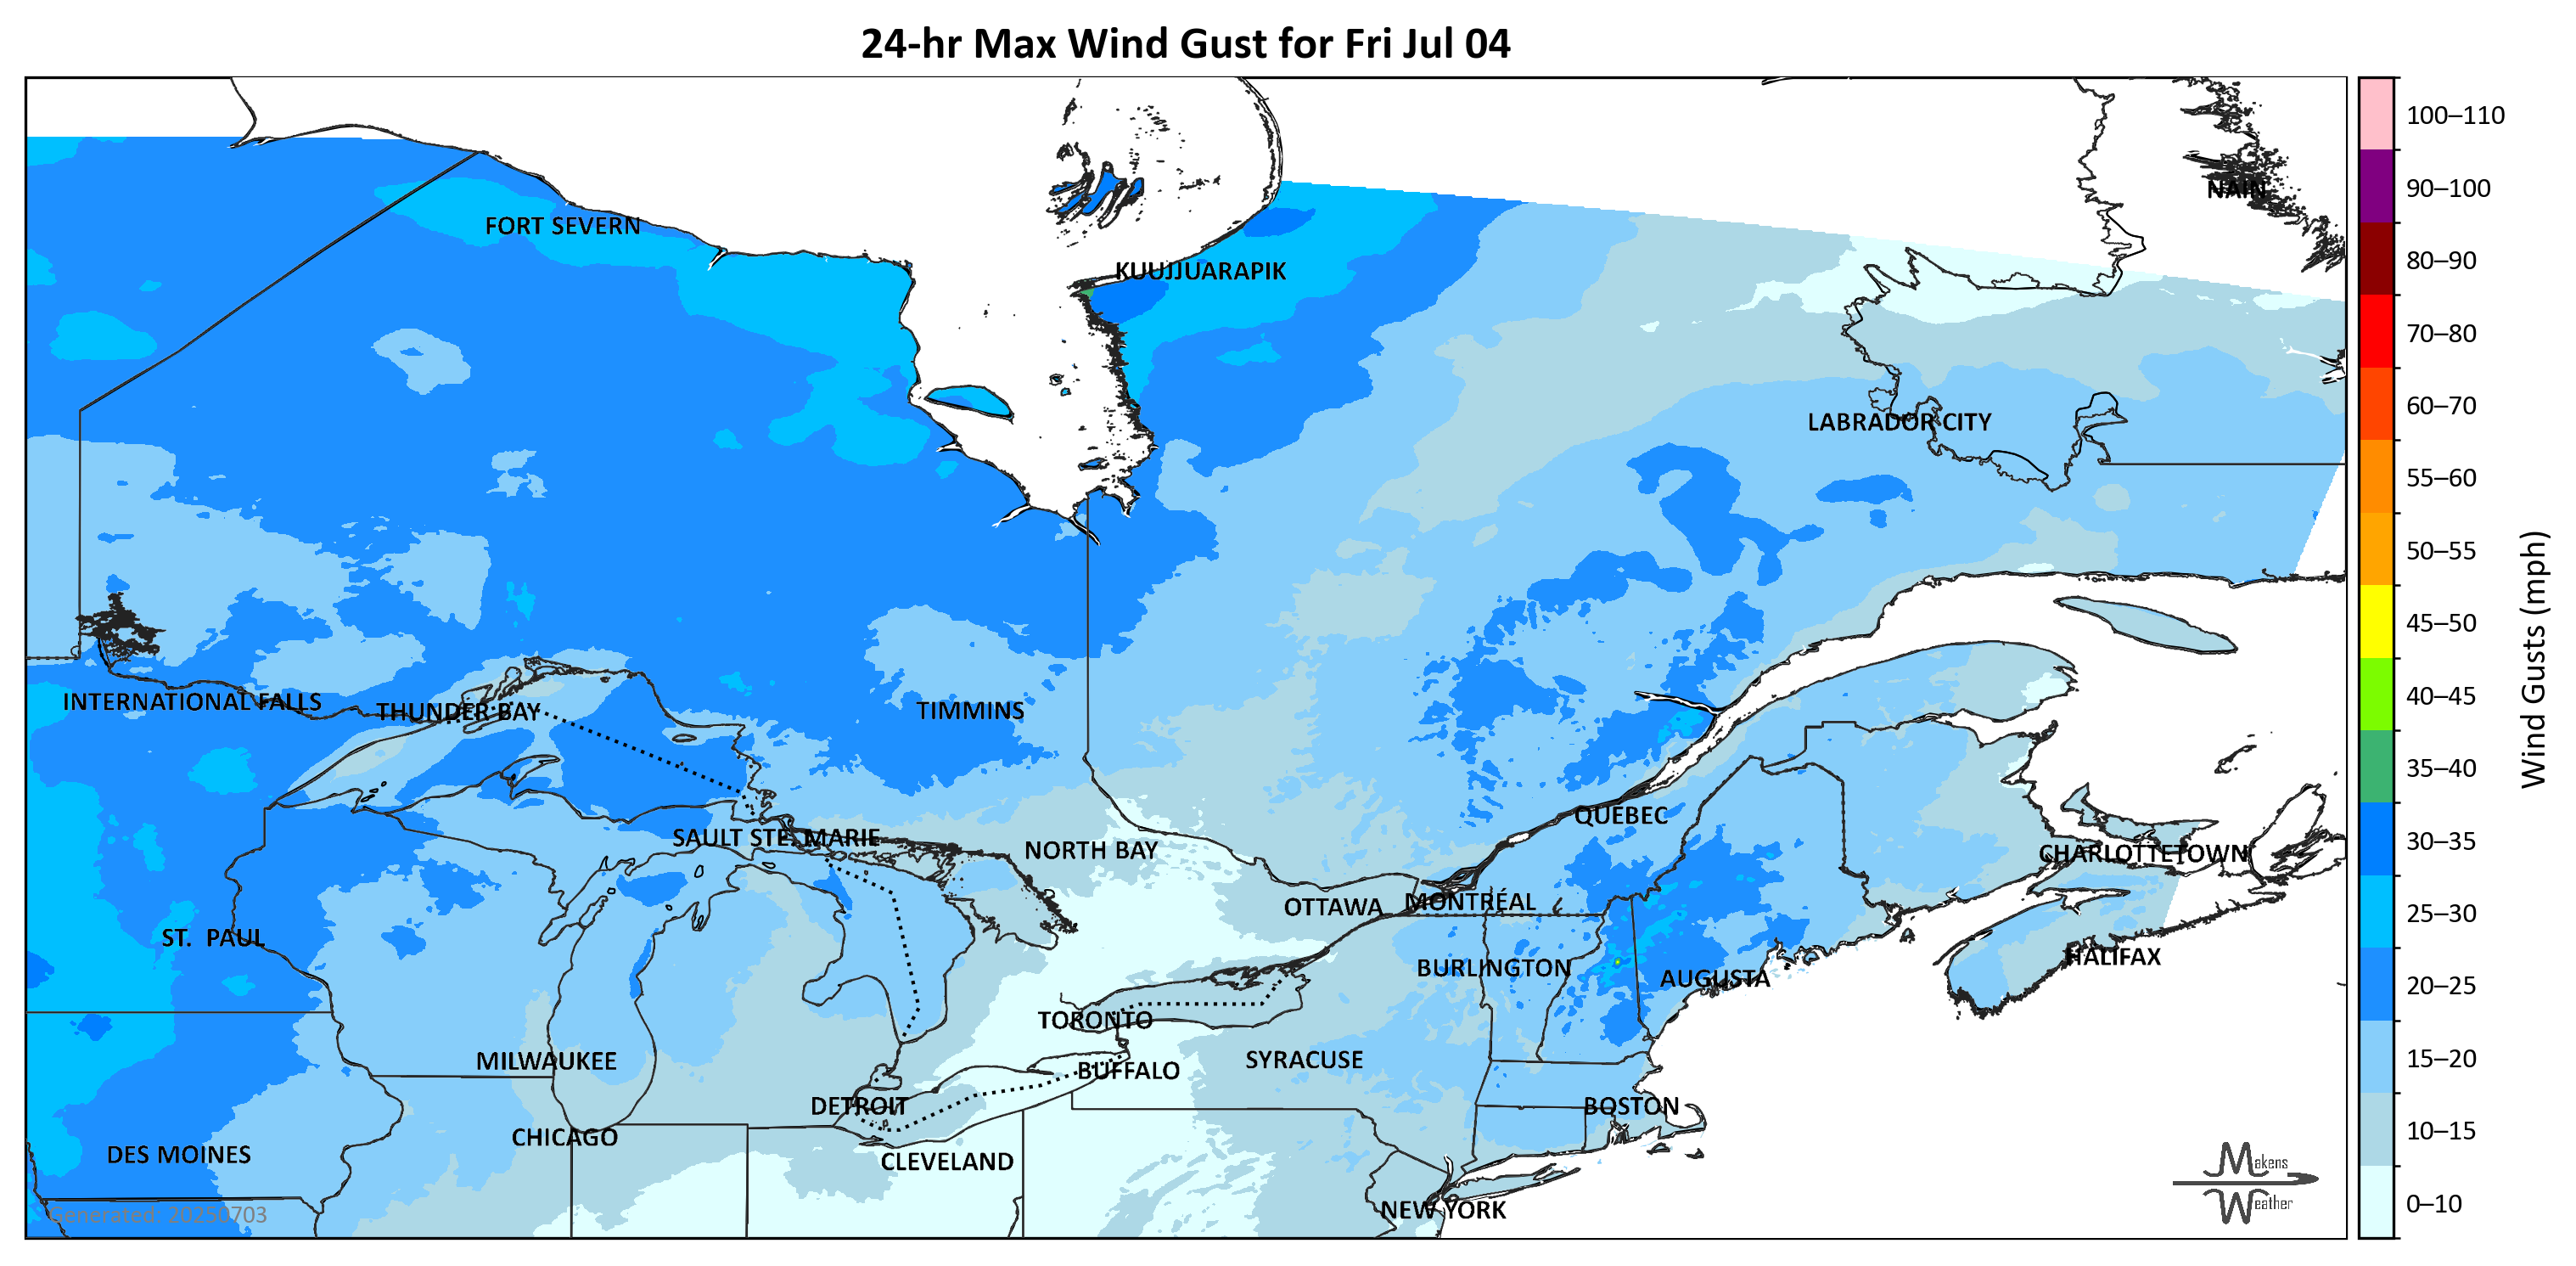 24-hr Max Wind Gust for Fri Jul 04
NAIN
FORT SEVERN
KUUJJUARAPIK
LABRADOR CITY
INTERNATIONAL FALLS
THUNDER BAY
TIMMINS
QUEBEC
SAULT STE. MARIE
NORTH BAY
CHARLOTTETOWN
OTTAWA
MONTRÉAL
ST. PAUL
BURLINGTON
AUGUSTA
HALIFAX
TORONTO
MILWAUKEE
BUFFALO
SYRACUSE
DETROIT
BOSTON
CHICAGO
DES MOINES
CLEVELAND
NEW YORK
Generated: 20250703
Makens
Weather
100–110
90–100
80–90
70–80
60–70
55–60
50–55
45–50
40–45
35–40
30–35
25–30
20–25
15–20
10–15
0–10
Wind Gusts (mph)